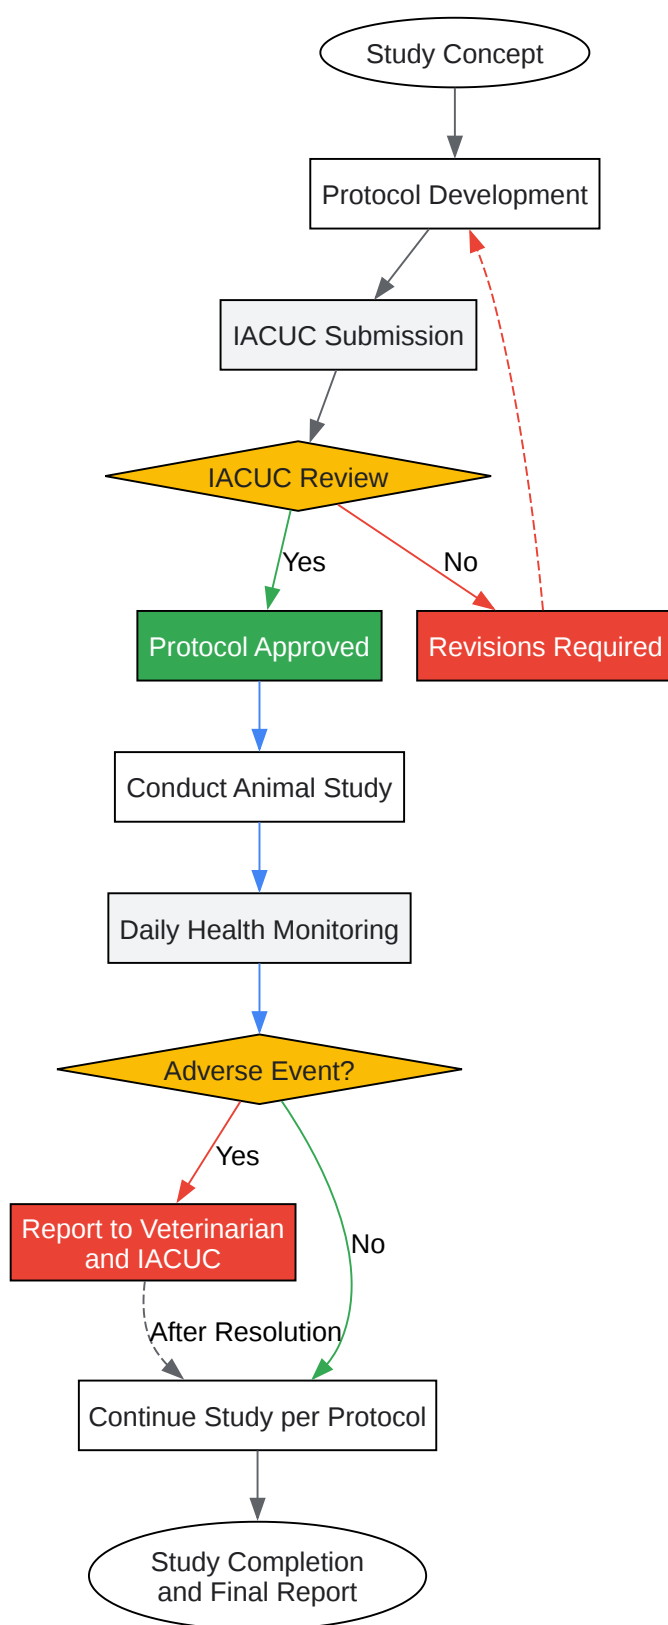 Study Concept
Protocol Development
IACUC Submission
IACUC Review
Yes
No
Protocol Approved
Revisions Required
Conduct Animal Study
Daily Health Monitoring
Adverse Event?
Yes
Report to Veterinarian
and IACUC
No
After Resolution
Continue Study per Protocol
Study Completion
and Final Report